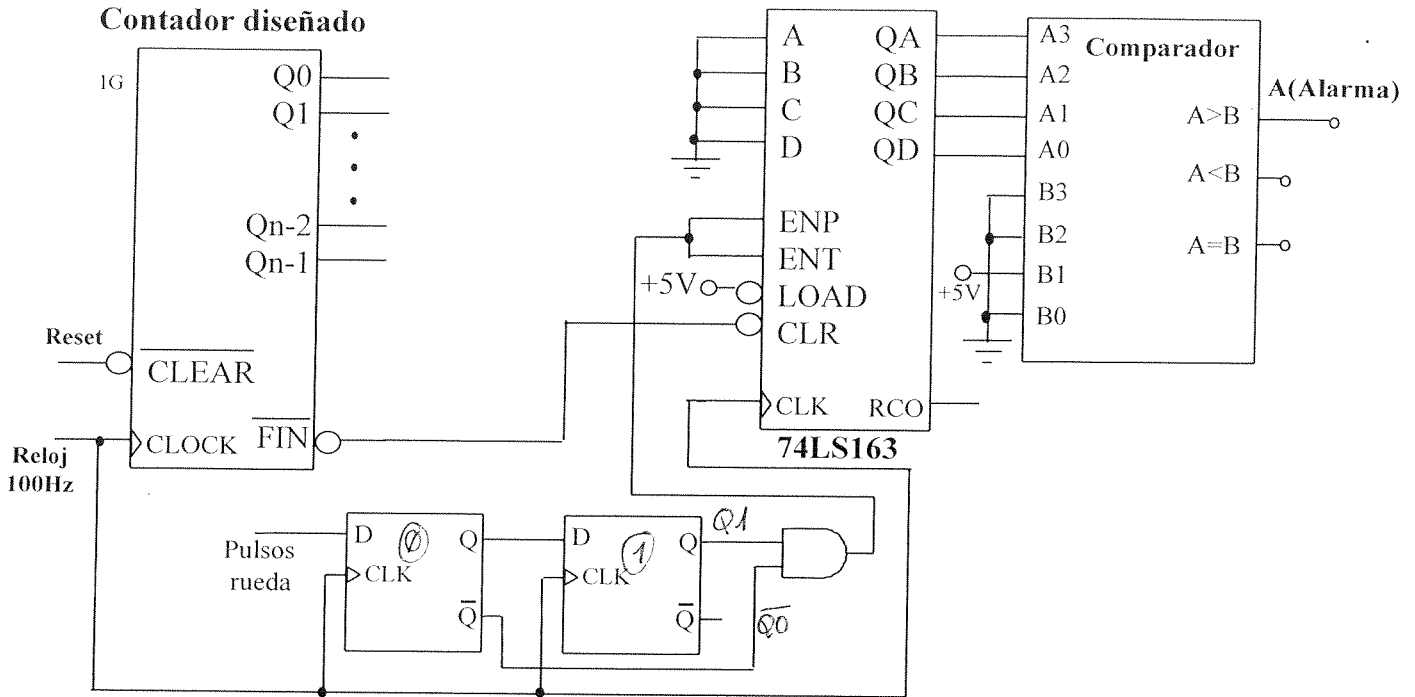 Contador diseñado
1G
Q0
Q1
Qn-2
Qn-1
Reset
CLEAR
CLOCK
FIN
Reloj
100Hz
A
B
C
D
QA
QB
QC
QD
ENP
ENT
+5V
LOAD
CLR
CLK
RCO
74LS163
A3
A2
A1
A0
B3
B2
B1
B0
+5V
Comparador
A>B
A<B
A=B
A(Alarma)
Pulsos
rueda
D
0
Q
CLK
Q
D
1
Q
CLK
Q
Q1
Q0